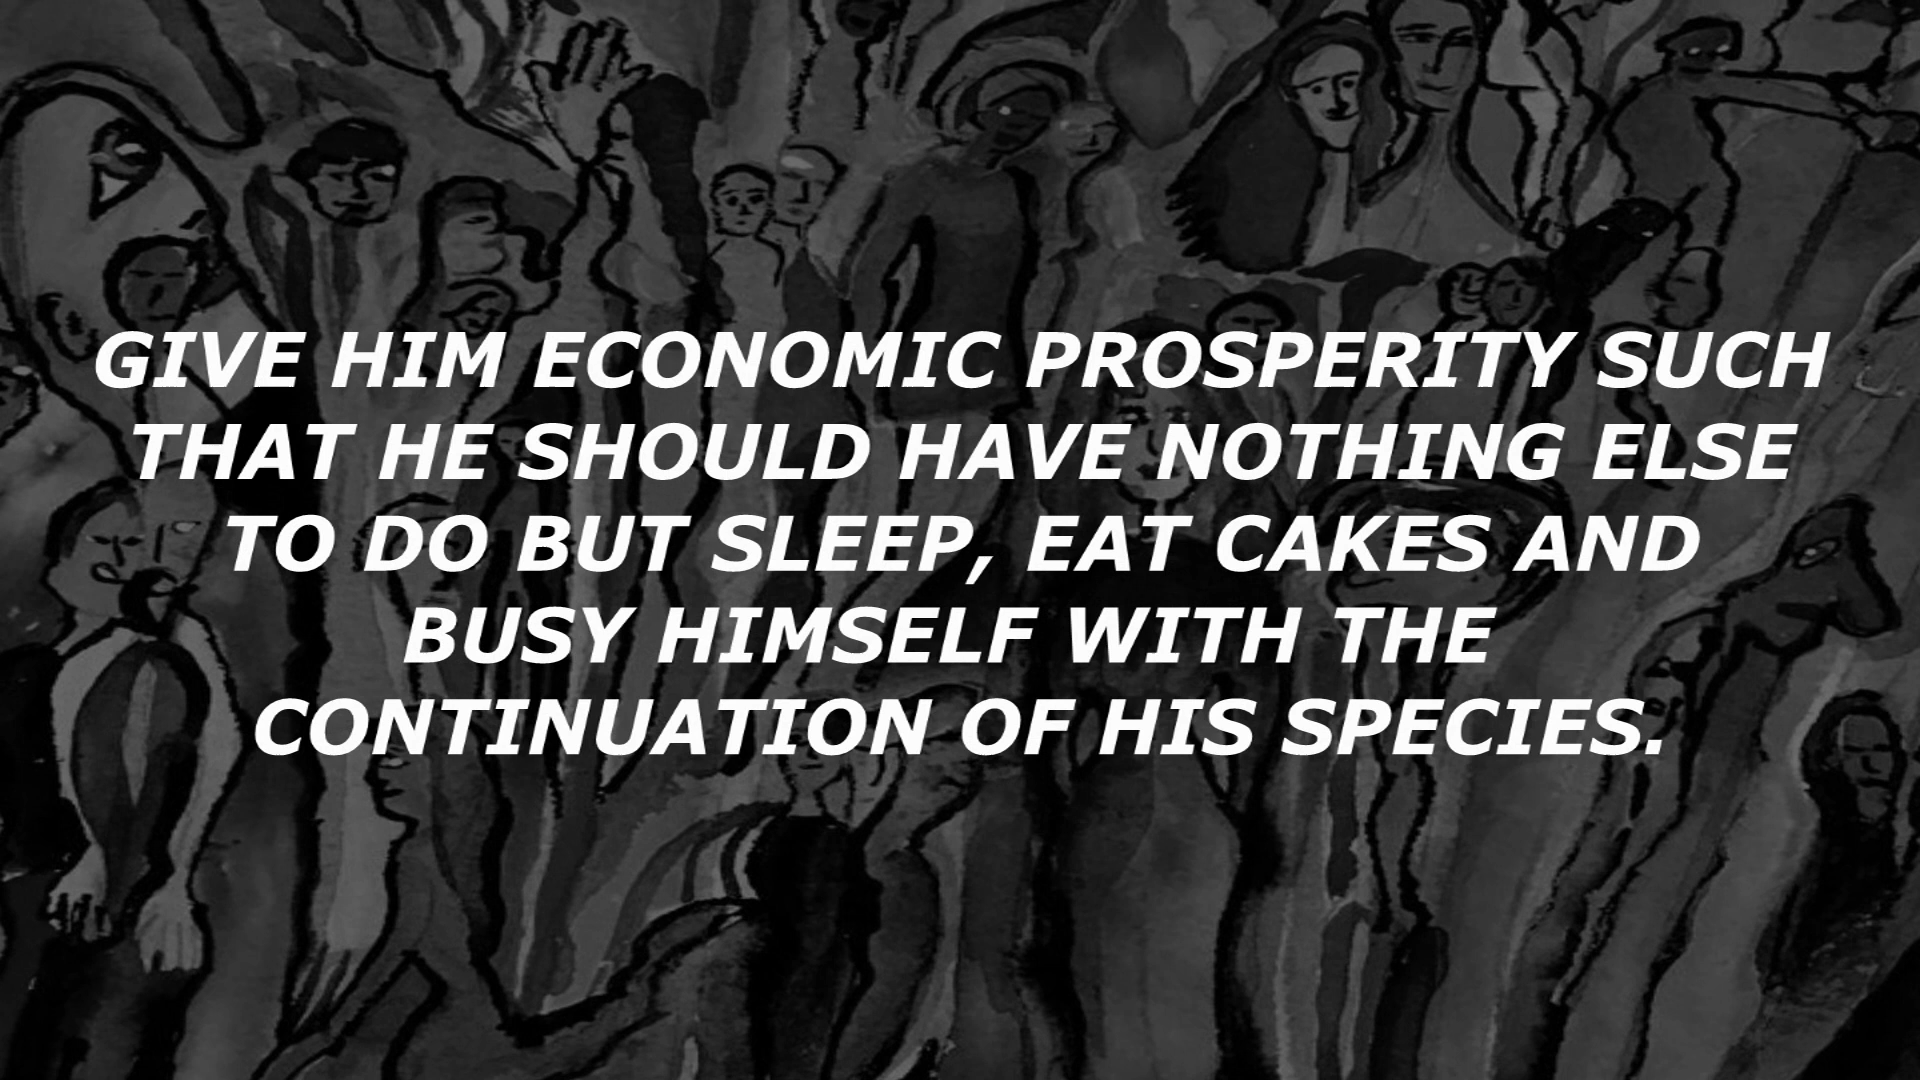 GIVE HIM ECONOMIC PROSPERITY SUCH
THAT HE SHOULD HAVE NOTHING ELSE
TO DO BUT SLEEP, EAT CAKES AND
BUSY HIMSELF WITH THE
CONTINUATION OF HIS SPECIES.